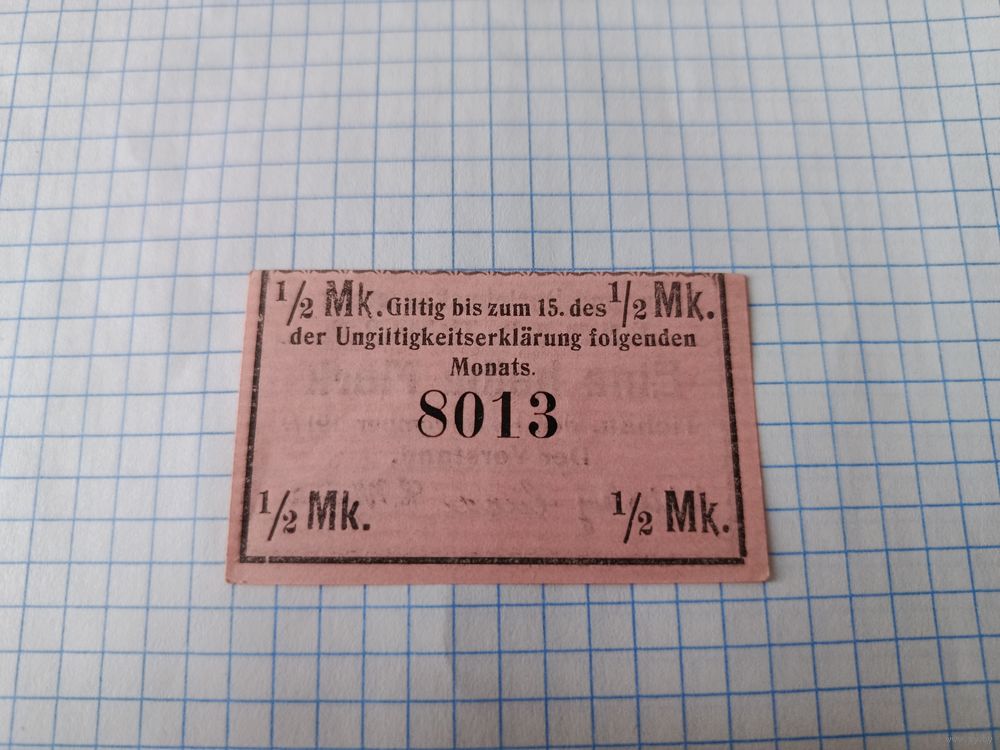 1/2 Mk. Giltig bis zum 15. des 1/2 Mk.
der Ungiltigkeitserklärung folgenden
Monats.
8013
1/2 Mk. 1/2 Mk.